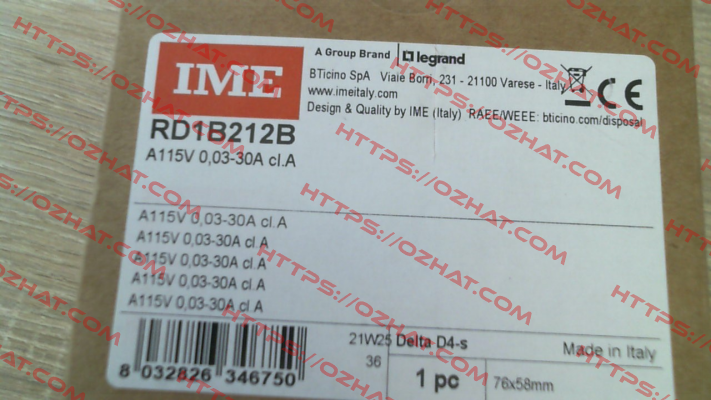 IME
A Group Brand legrand
BTicino SpA Viale Borri, 231 - 21100 Varese - Italy
www.imeitaly.com
Design & Quality by IME (Italy) RAEE/WEEE: bticino.com/disposal
CE
RD1B212B
A115V 0,03-30A cl.A
A115V 0,03-30A cl.A
A115V 0,03-30A cl.A
A115V 0,03-30A cl.A
A115V 0,03-30A cl.A
A115V 0,03-30A cl.A
21W25 Delta D4-s
Made in Italy
36
1 pc
76x58mm
8 032826 346750
HTTPS://OZHAT.COM